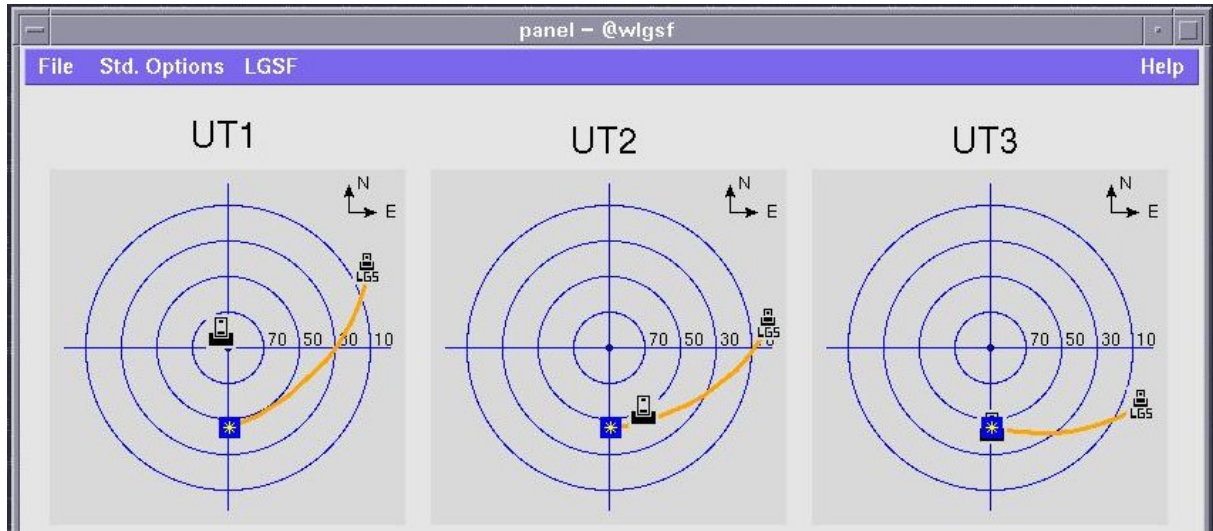 panel – @wlgsf
File Std. Options LGSF Help
UT1 UT2 UT3
N N N
E E E
LGS LGS LGS
70 50 30 10 70 50 30 70 50 30 10